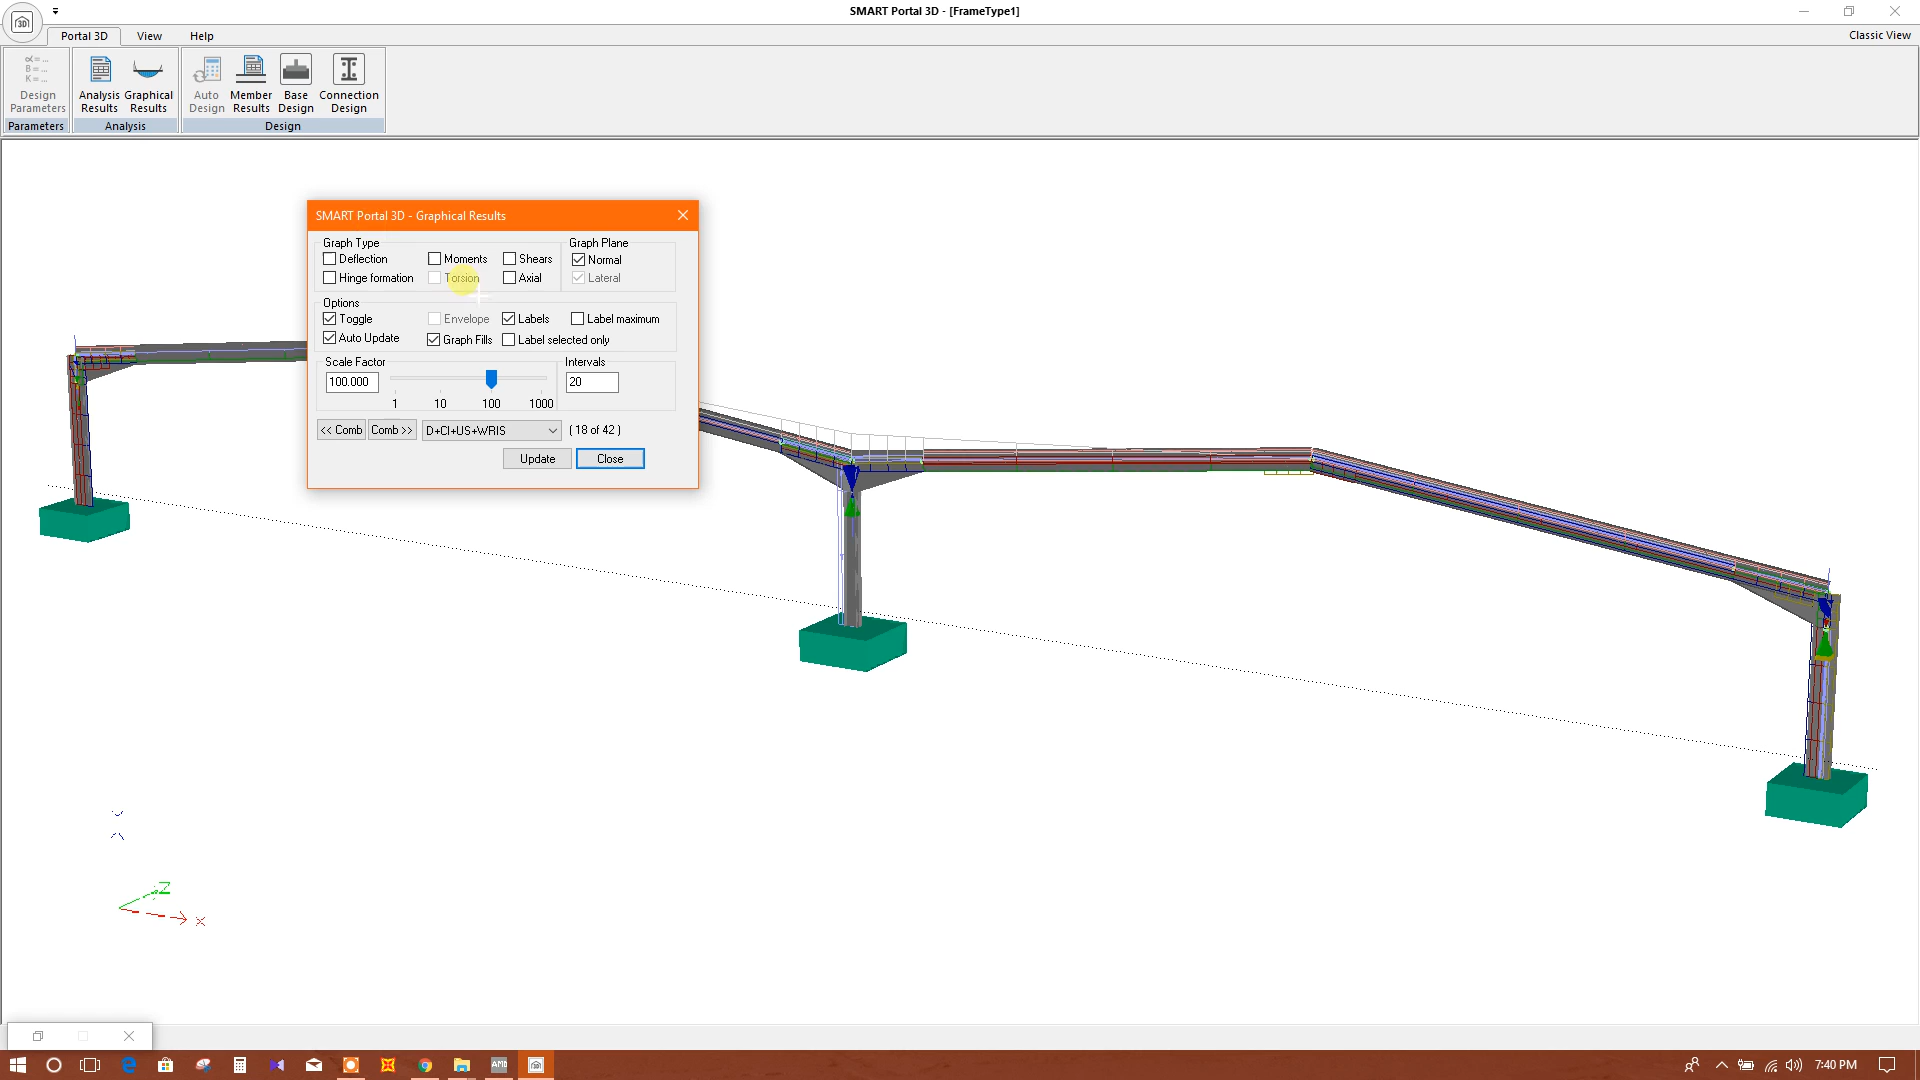 SMART Portal 3D - [FrameType1]
3D
Portal 3D View Help Classic View
α=...
B=...
K=...
Design Parameters
Analysis Results
Graphical Results
Auto Design
Member Results
Base Design
Connection Design
Parameters Analysis Design
SMART Portal 3D - Graphical Results
Graph Type Graph Plane
Deflection Moments Shears Normal
Hinge formation Torsion Axial Lateral
Options
Toggle Envelope Labels Label maximum
Auto Update Graph Fills Label selected only
Scale Factor Intervals
100.000 20
1 10 100 1000
<< Comb Comb >> D+Cl+US+WRIS ( 18 of 42 )
Update Close
Z
X
AMD
7:40 PM